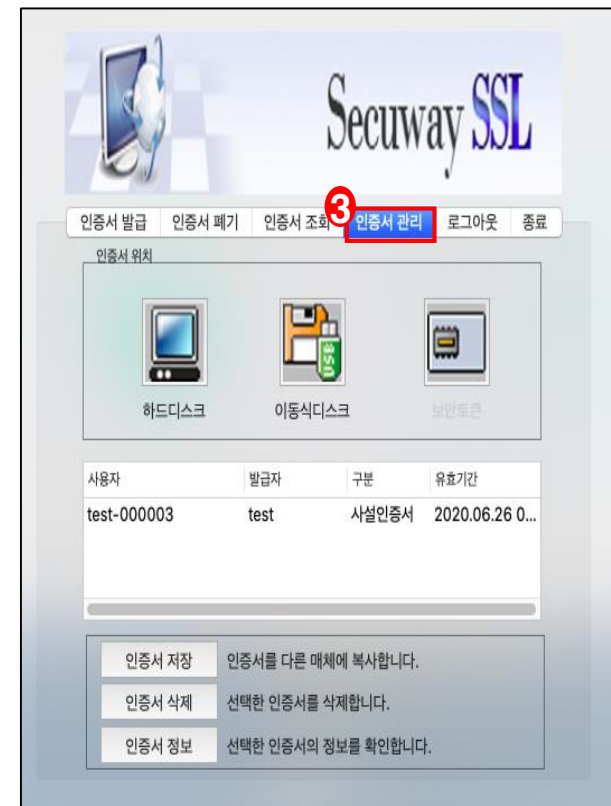 Secuway SSL
3
인증서 발급 인증서 폐기 인증서 조회 인증서 관리 로그아웃 종료
인증서 위치
USB
하드디스크 이동식디스크 보안토큰
사용자 발급자 구분 유효기간
test-000003 test 사설인증서 2020.06.26 0...
인증서 저장 인증서를 다른 매체에 복사합니다.
인증서 삭제 선택한 인증서를 삭제합니다.
인증서 정보 선택한 인증서의 정보를 확인합니다.